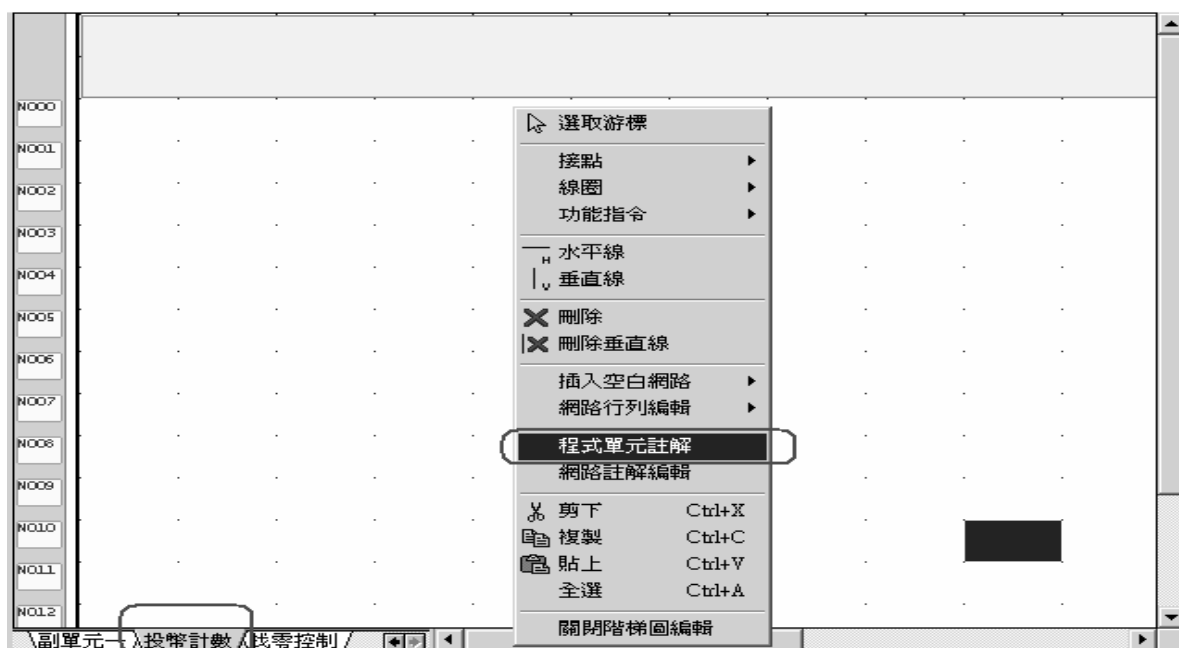 N000
N001
N002
N003
N004
N005
N006
N007
N008
N009
N010
N011
N012
選取游標
接點
線圈
功能指令
H 水平線
V 垂直線
刪除
刪除垂直線
插入空白網路
網路行列編輯
程式單元註解
網路註解編輯
剪下 Ctrl+X
複製 Ctrl+C
貼上 Ctrl+V
全選 Ctrl+A
關閉階梯圖編輯
副單元一 投幣計數 找零控制